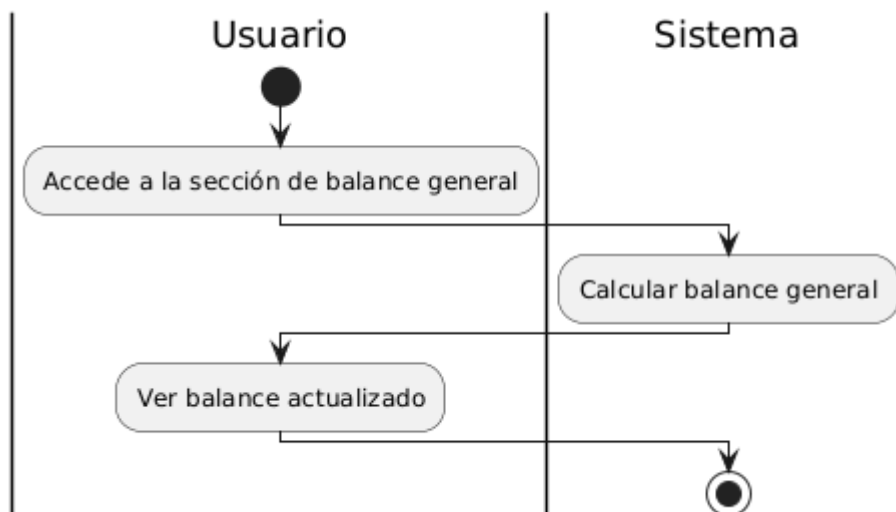 Usuario
Sistema
Accede a la sección de balance general
Calcular balance general
Ver balance actualizado